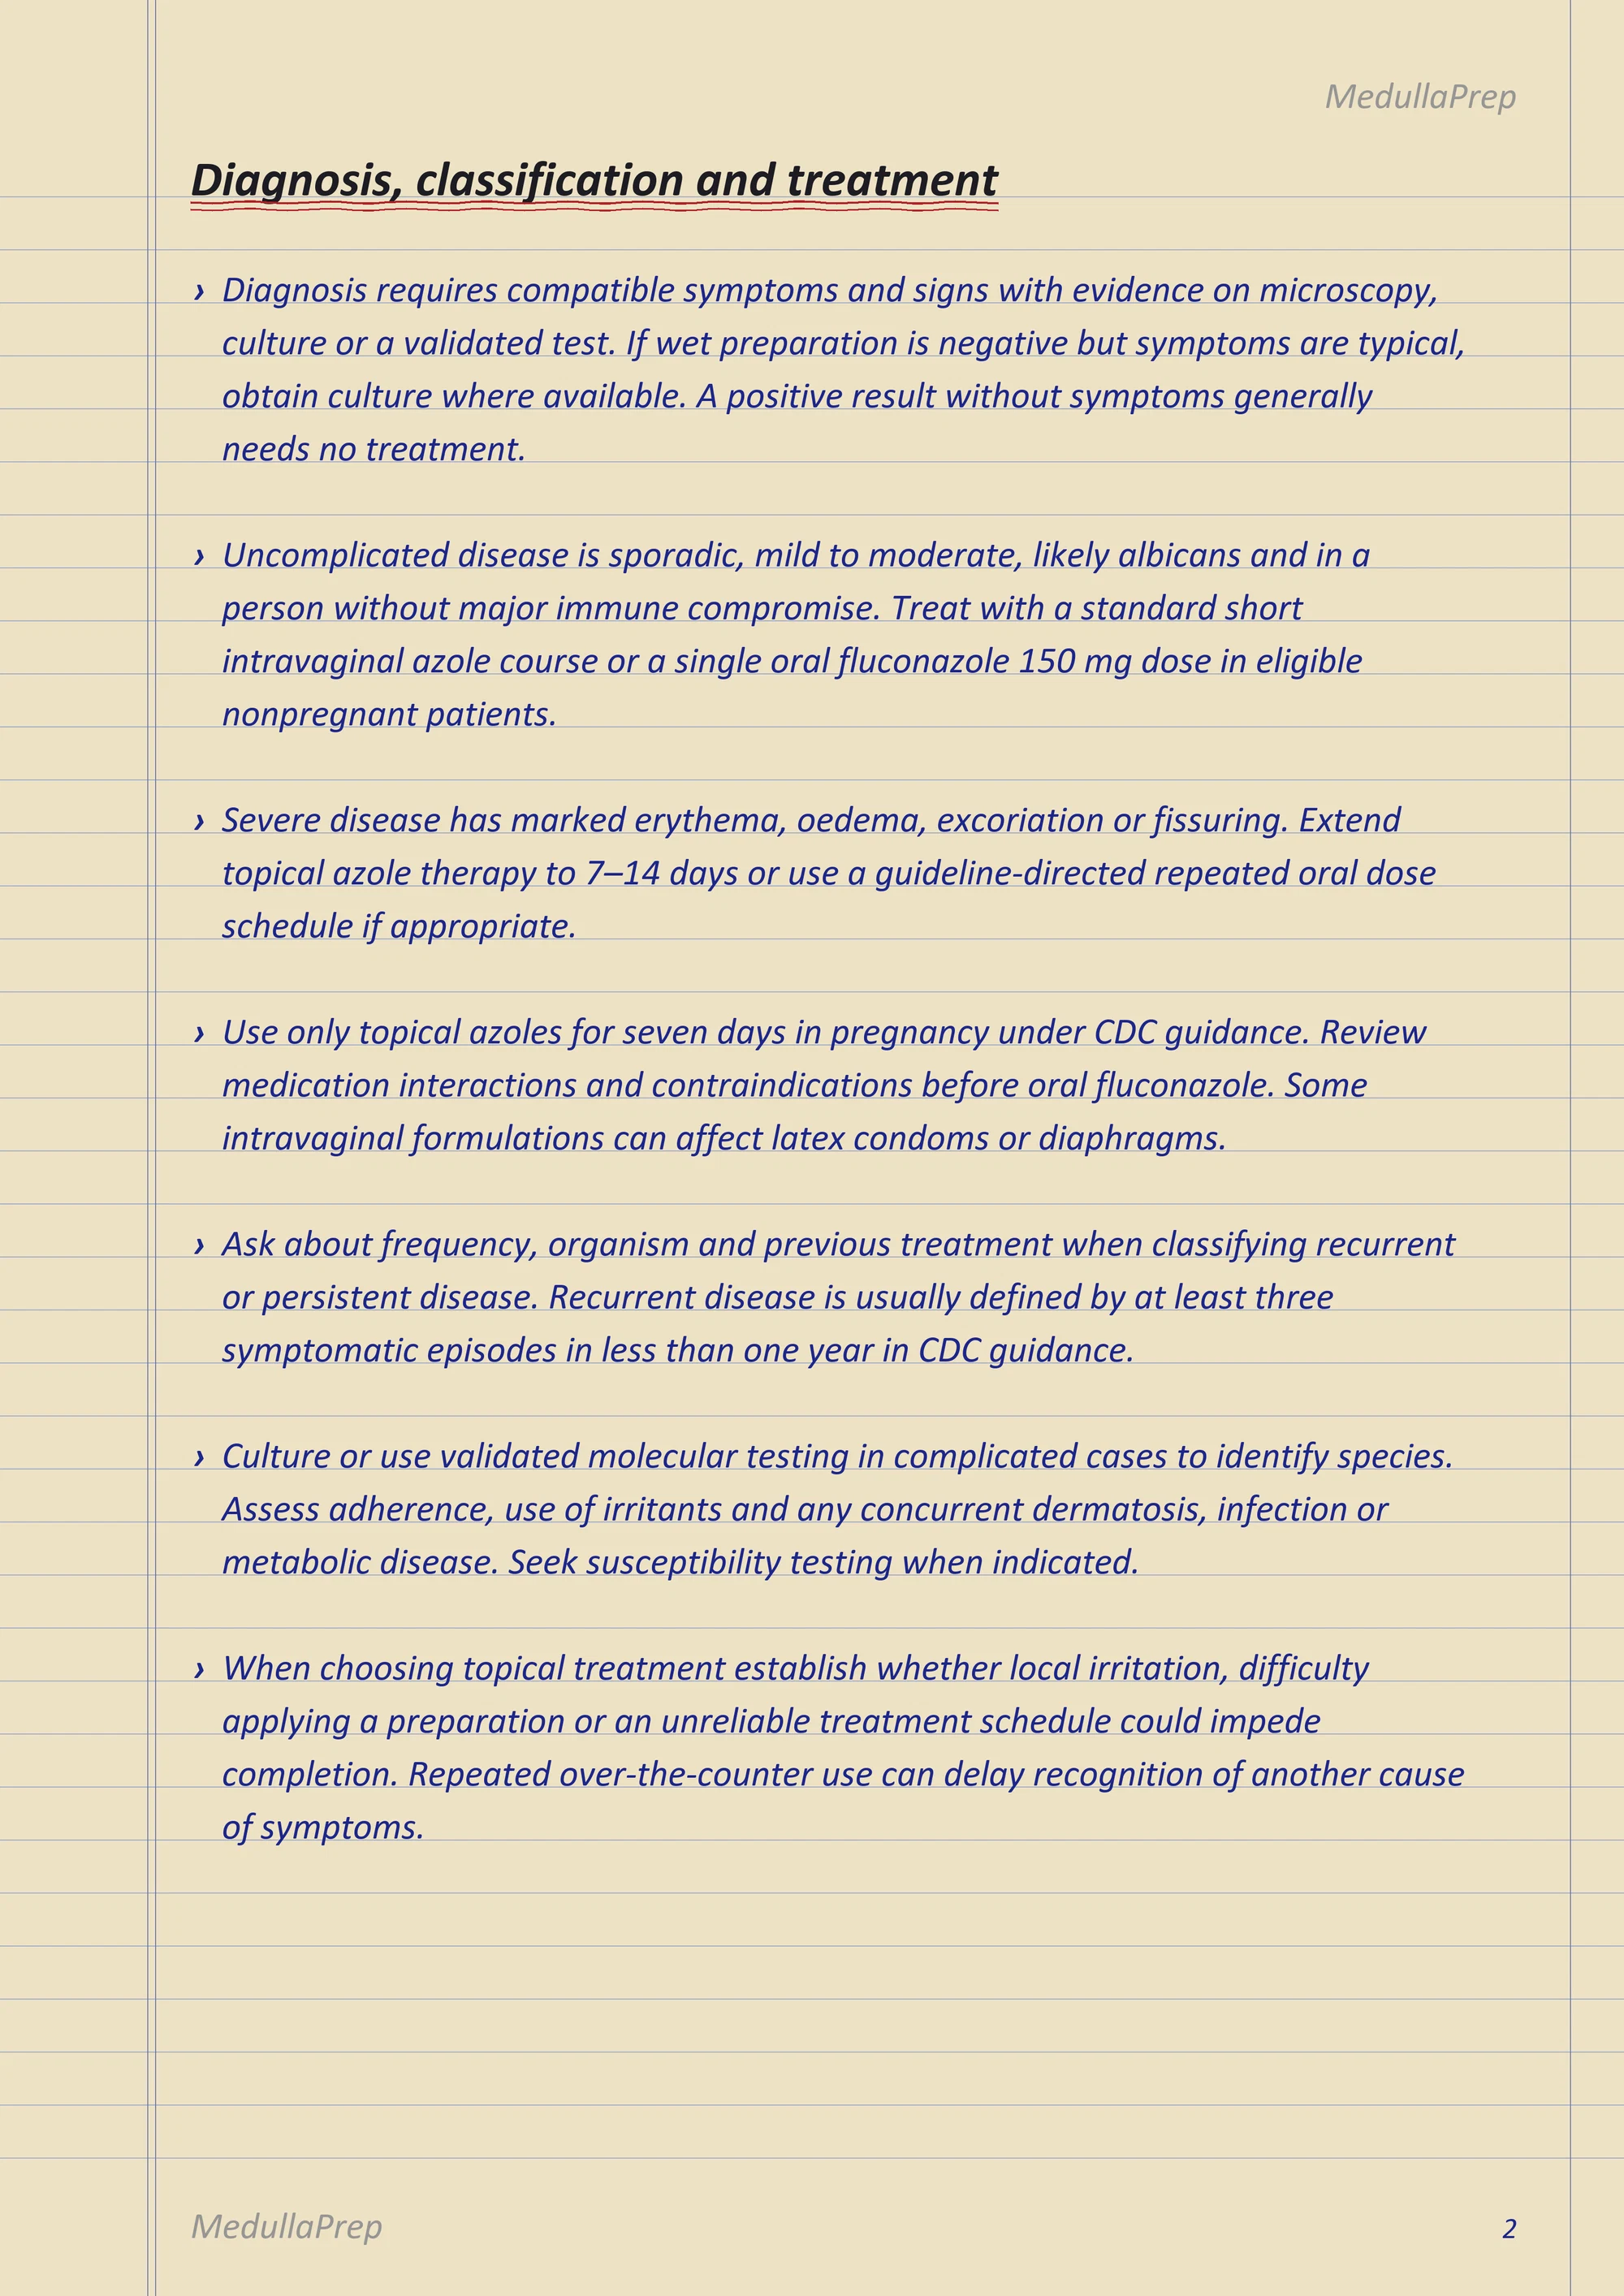 MedullaPrep
Diagnosis, classification and treatment
› Diagnosis requires compatible symptoms and signs with evidence on microscopy,
culture or a validated test. If wet preparation is negative but symptoms are typical,
obtain culture where available. A positive result without symptoms generally
needs no treatment.
› Uncomplicated disease is sporadic, mild to moderate, likely albicans and in a
person without major immune compromise. Treat with a standard short
intravaginal azole course or a single oral fluconazole 150 mg dose in eligible
nonpregnant patients.
› Severe disease has marked erythema, oedema, excoriation or fissuring. Extend
topical azole therapy to 7–14 days or use a guideline-directed repeated oral dose
schedule if appropriate.
› Use only topical azoles for seven days in pregnancy under CDC guidance. Review
medication interactions and contraindications before oral fluconazole. Some
intravaginal formulations can affect latex condoms or diaphragms.
› Ask about frequency, organism and previous treatment when classifying recurrent
or persistent disease. Recurrent disease is usually defined by at least three
symptomatic episodes in less than one year in CDC guidance.
› Culture or use validated molecular testing in complicated cases to identify species.
Assess adherence, use of irritants and any concurrent dermatosis, infection or
metabolic disease. Seek susceptibility testing when indicated.
› When choosing topical treatment establish whether local irritation, difficulty
applying a preparation or an unreliable treatment schedule could impede
completion. Repeated over-the-counter use can delay recognition of another cause
of symptoms.
MedullaPrep
2